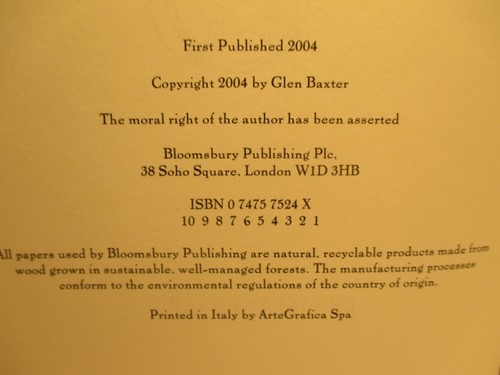 First Published 2004
Copyright 2004 by Glen Baxter
The moral right of the author has been asserted
Bloomsbury Publishing Plc,
38 Soho Square, London W1D 3HB
ISBN 0 7475 7524 X
10 9 8 7 6 5 4 3 2 1
All papers used by Bloomsbury Publishing are natural, recyclable products made from
wood grown in sustainable, well-managed forests. The manufacturing processes
conform to the environmental regulations of the country of origin.
Printed in Italy by ArteGrafica Spa